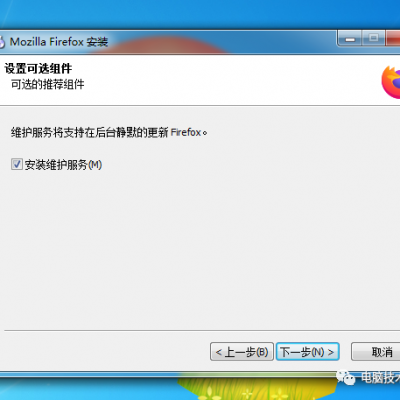 Mozilla Firefox 安装
设置可选组件
可选的推荐组件
维护服务将支持在后台静默的更新 Firefox。
安装维护服务(M)
< 上一步(B) 下一步(N) > 取消
电脑技